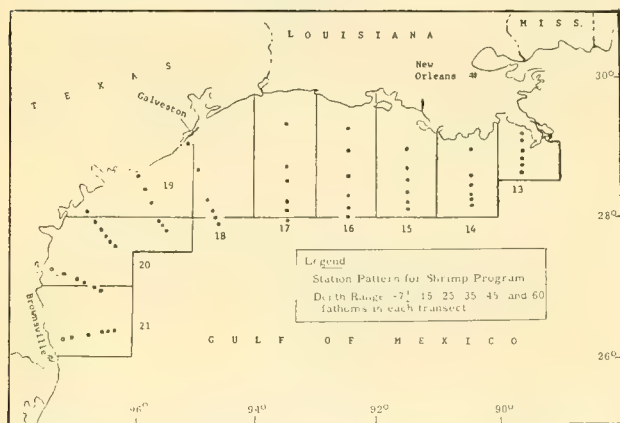 MISS.
LOUISIANA
TEXAS
New
Orleans
30°
Galveston
19
13
18
17
16
15
14
28°
Legend
Station Pattern for Shrimp Program
Depth Range -7½ 15 25 35 45 and 60
fathoms in each transect
20
Brownsville
21
GULF OF MEXICO
26°
96°
94°
92°
90°